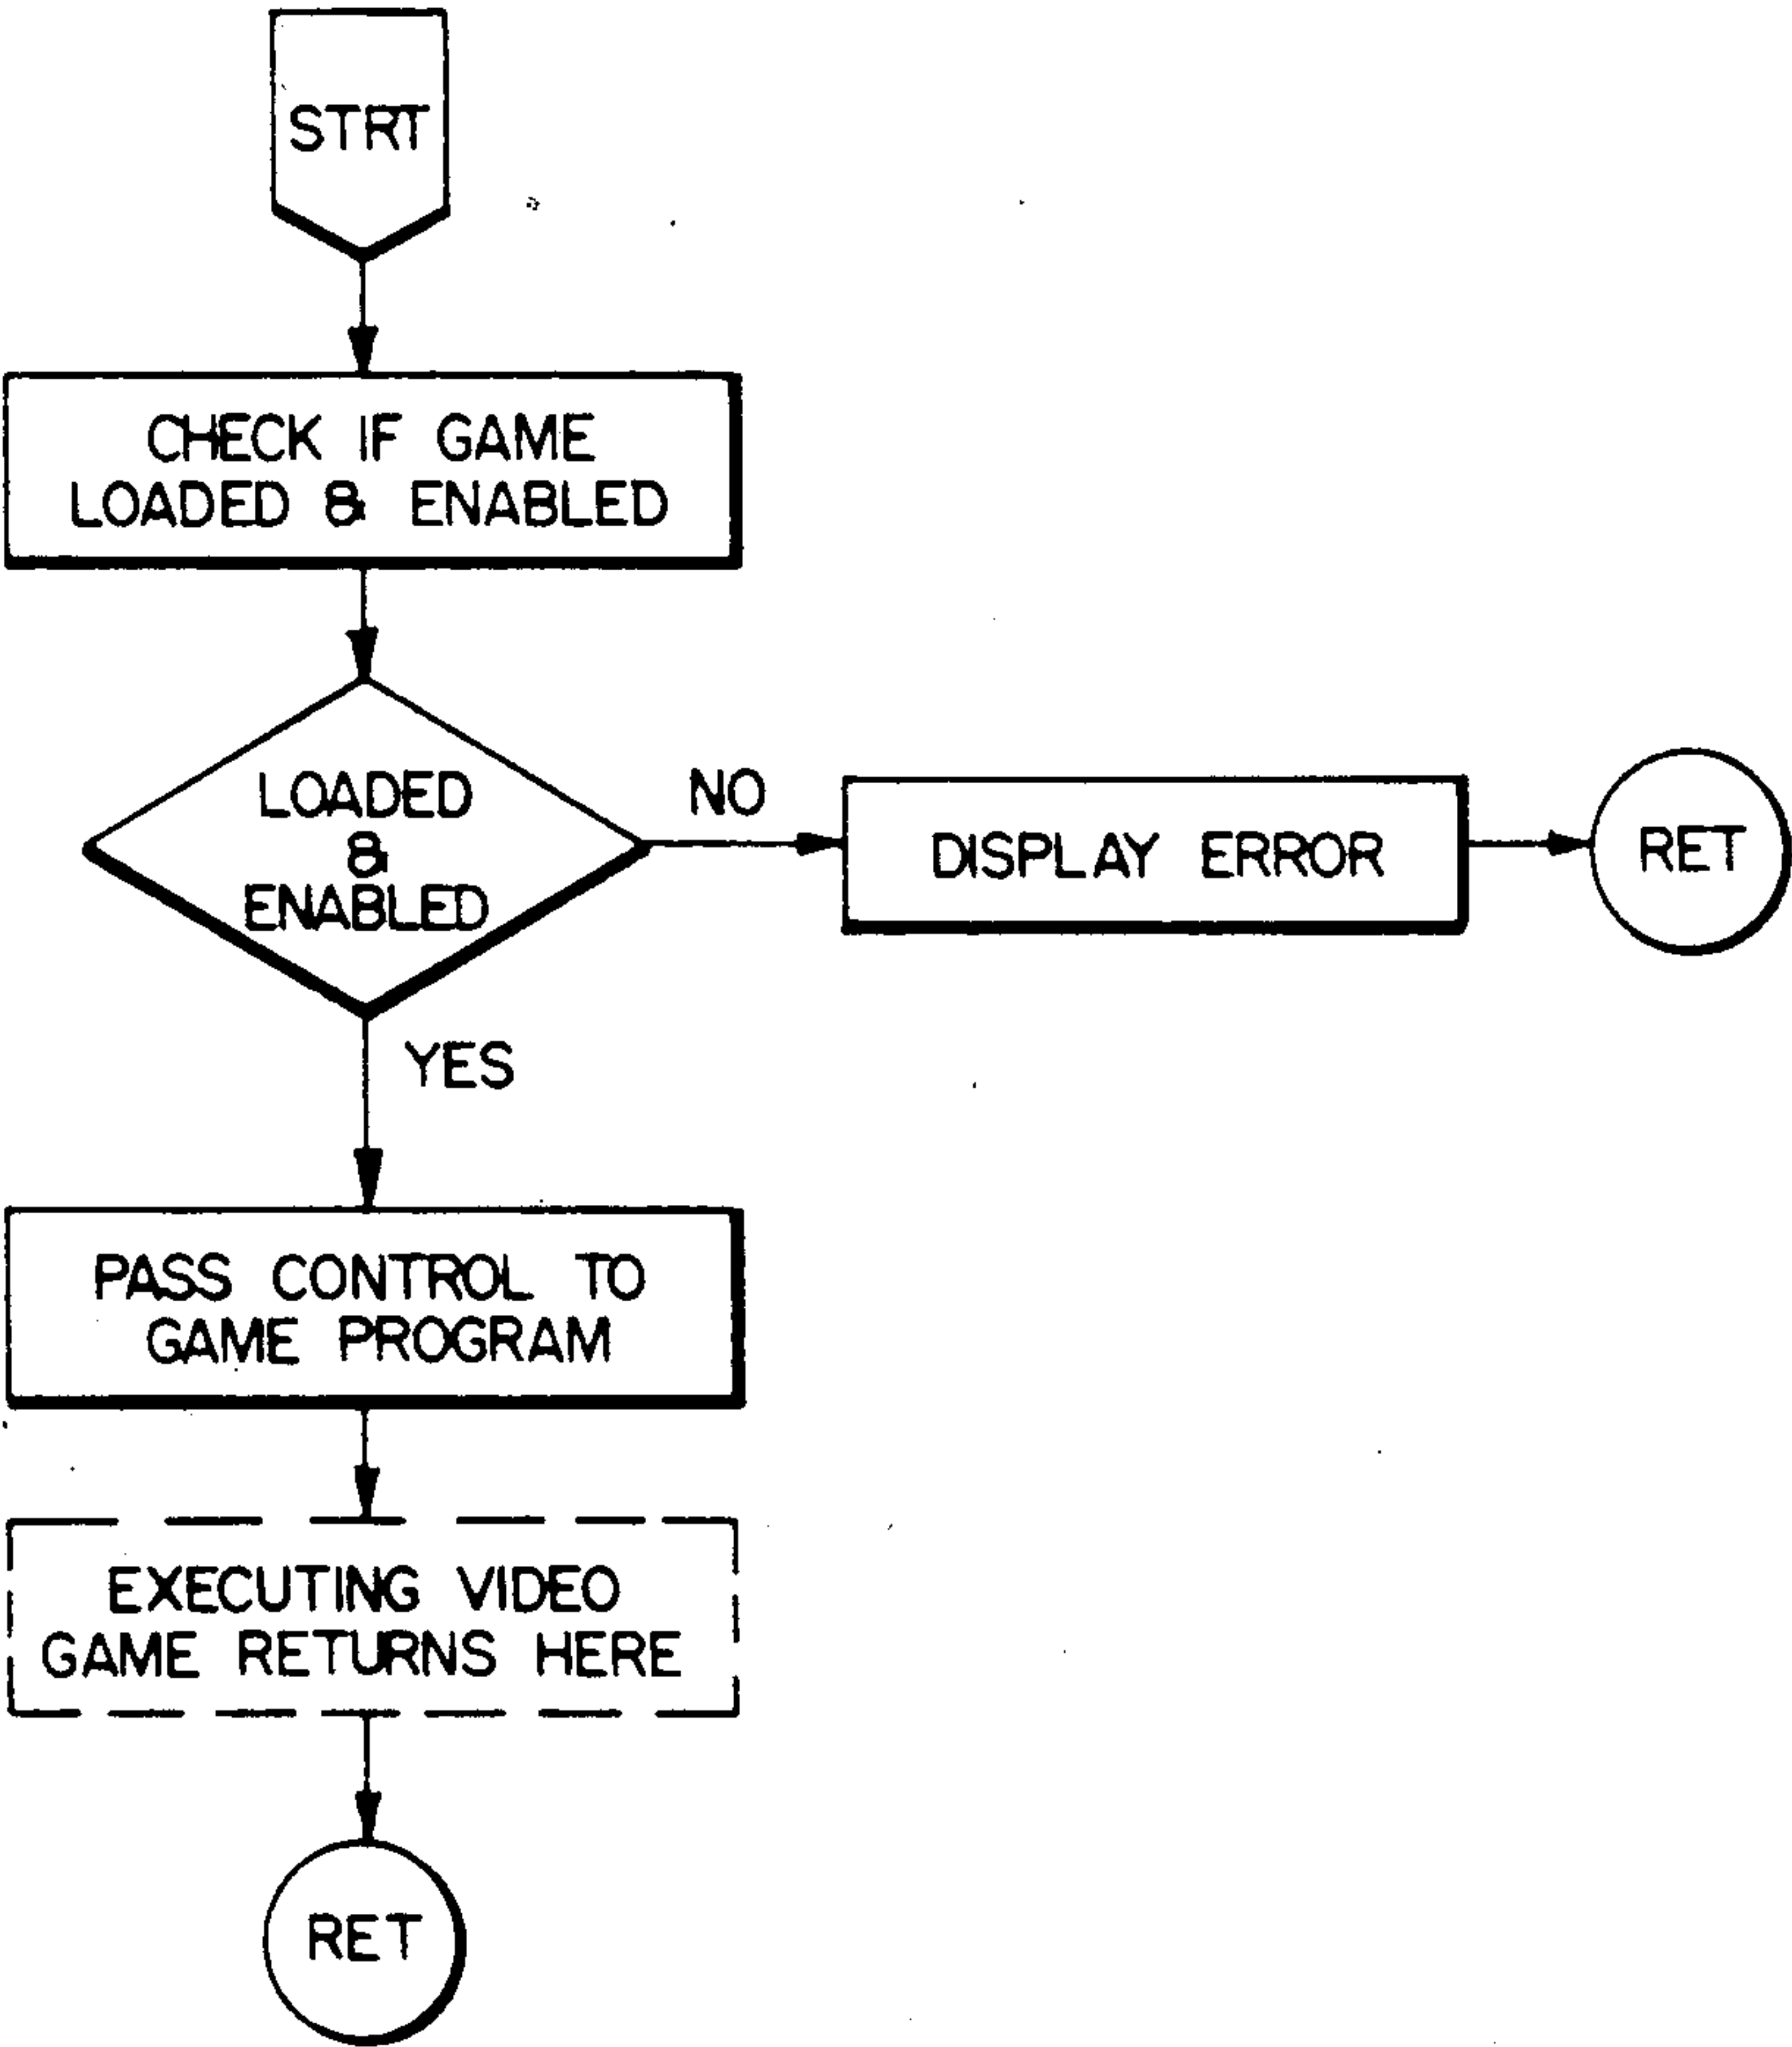 STRT
CHECK IF GAME
LOADED & ENABLED
LOADED
&
ENABLED
NO
DISPLAY ERROR
RET
YES
PASS CONTROL TO
GAME PROGRAM
EXECUTING VIDEO
GAME RETURNS HERE
RET